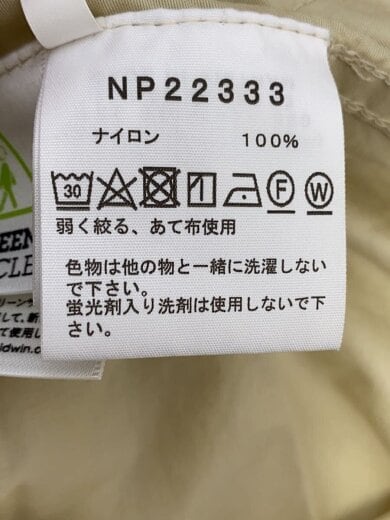 NP22333
ナイロン 100%
30 F W
弱く絞る、あて布使用
色物は他の物と一緒に洗濯しない
で下さい。
蛍光剤入り洗剤は使用しないで下
さい。